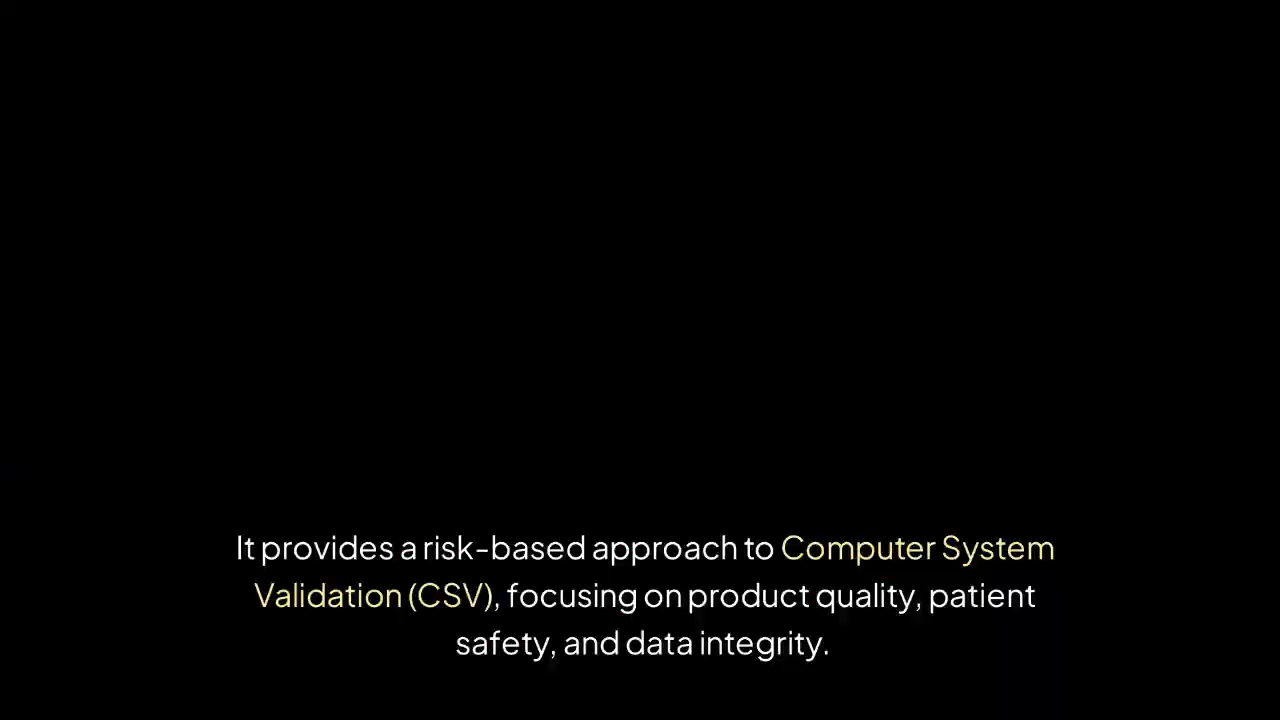 It provides a risk-based approach to Computer System
Validation (CSV), focusing on product quality, patient
safety, and data integrity.